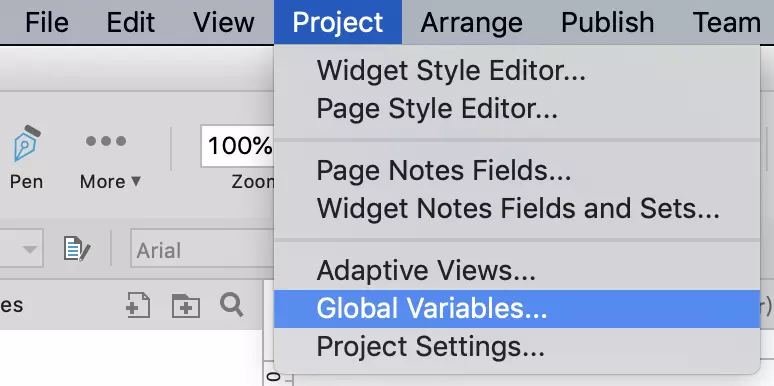 File Edit View Project Arrange Publish Team
Widget Style Editor...
Page Style Editor...
100%
Pen More ▾ Zoo
Page Notes Fields...
Widget Notes Fields and Sets...
Arial
Adaptive Views...
es Global Variables... r)
Project Settings...
0